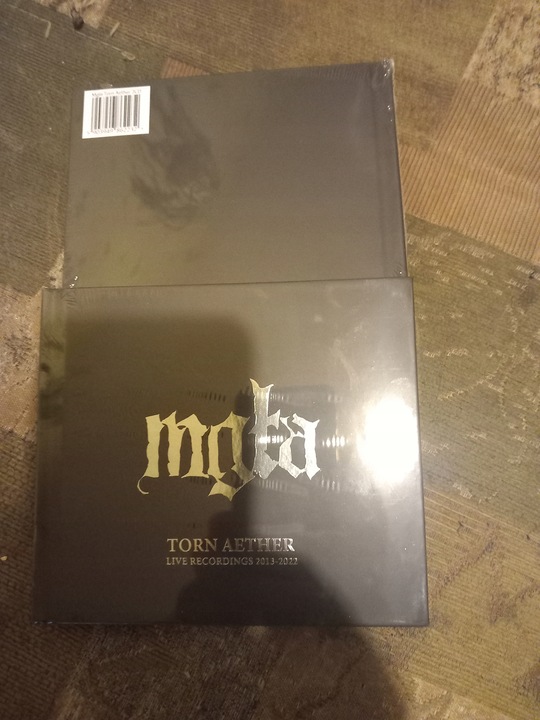 mgła
TORN AETHER
LIVE RECORDINGS 2013-2022